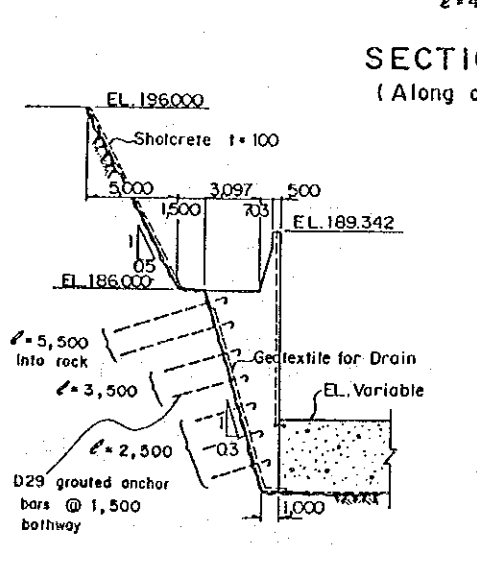 SECTIO
(Along
EL.196.000
Shotcrete t=100
5,000
3,097
500
1,500
703
EL.189.342
1
0.5
EL.186.000
ℓ=5,500
Into rock
Geotextile for Drain
ℓ=3,500
EL.Variable
1
0.3
ℓ=2,500
D29 grouted anchor
bars @ 1,500
bothway
1,000